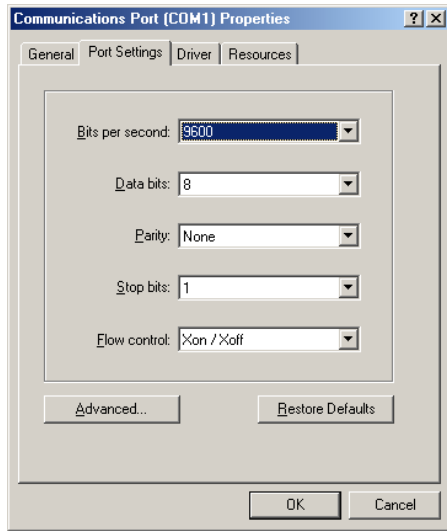 Communications Port (COM1) Properties
General Port Settings Driver Resources
Bits per second: 9600
Data bits: 8
Parity: None
Stop bits: 1
Flow control: Xon / Xoff
Advanced... Restore Defaults
OK Cancel